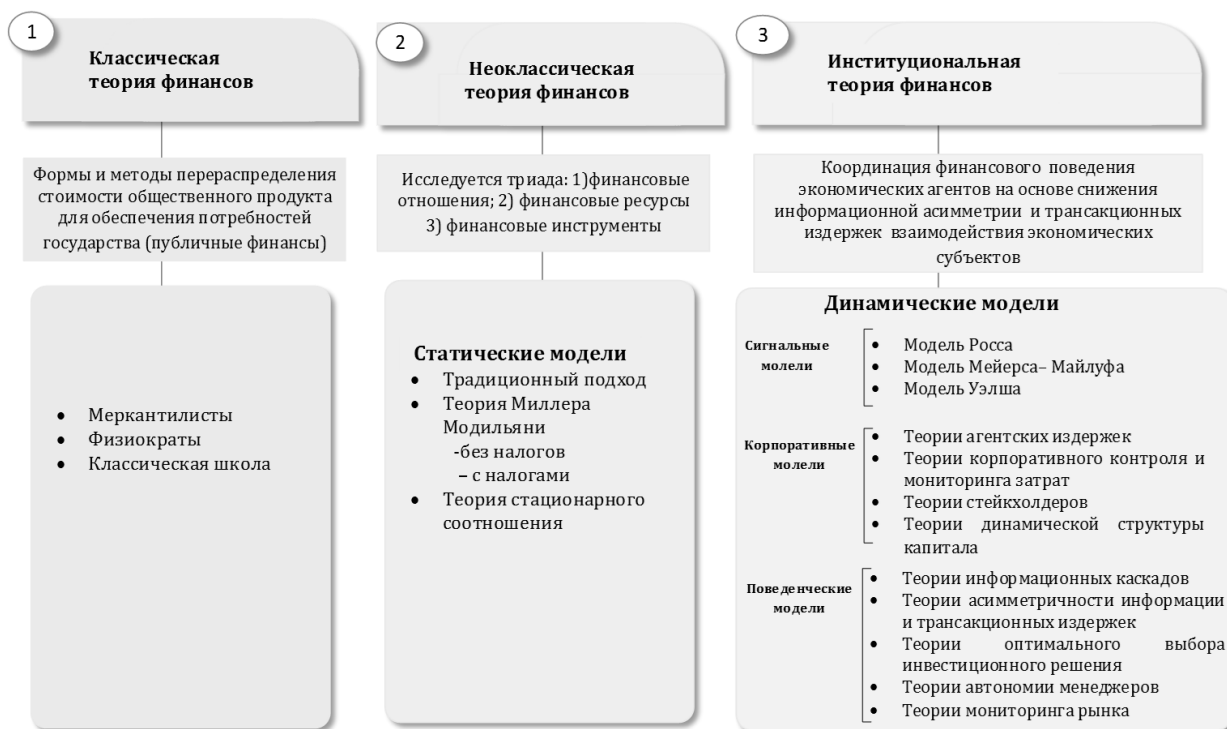 1
Классическая
теория финансов
Формы и методы перераспределения
стоимости общественного продукта
для обеспечения потребностей
государства (публичные финансы)
• Меркантилисты
• Физиократы
• Классическая школа
2
Неоклассическая
теория финансов
Исследуется триада: 1)финансовые
отношения; 2) финансовые ресурсы
3) финансовые инструменты
Статические модели
• Традиционный подход
• Теория Миллера
Модильяни
-без налогов
– с налогами
• Теория стационарного
соотношения
3
Институциональная
теория финансов
Координация финансового поведения
экономических агентов на основе снижения
информационной асимметрии и трансакционных
издержек взаимодействия экономических
субъектов
Динамические модели
Сигнальные
молели
• Модель Росса
• Модель Мейерса– Майлуфа
• Модель Уэлша
Корпоративные
молели
• Теории агентских издержек
• Теории корпоративного контроля и
мониторинга затрат
• Теории стейкхолдеров
• Теории динамической структуры
капитала
Поведенческие
модели
• Теории информационных каскадов
• Теории асимметричности информации
и трансакционных издержек
• Теории оптимального выбора
инвестиционного решения
• Теории автономии менеджеров
• Теории мониторинга рынка